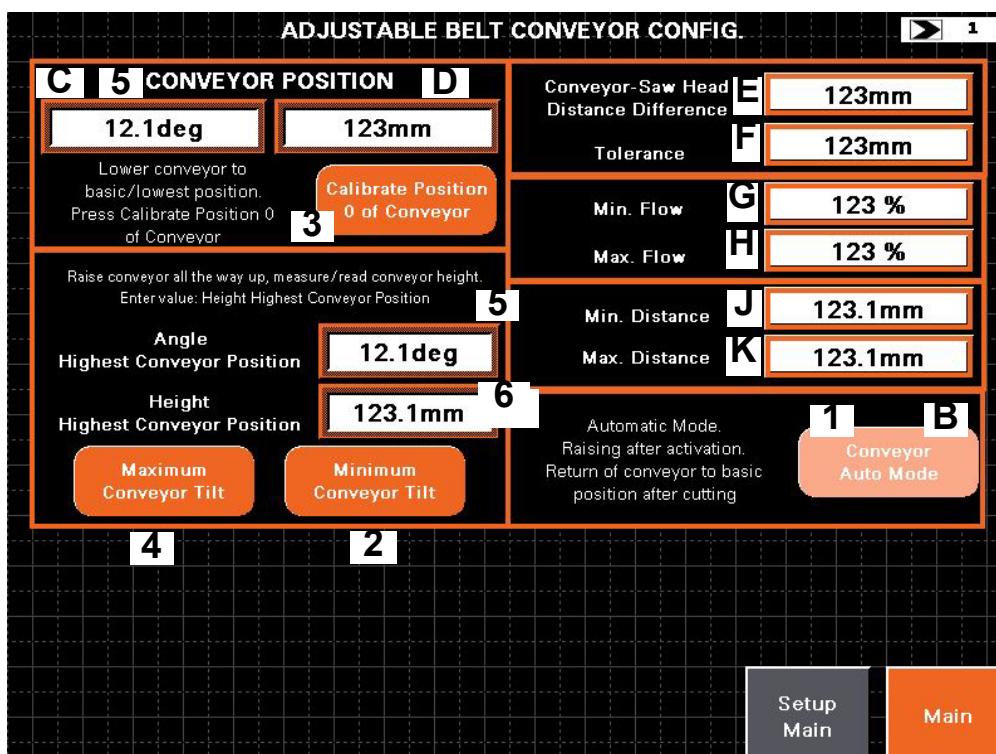 ADJUSTABLE BELT CONVEYOR CONFIG.
1
C 5 CONVEYOR POSITION D
12.1deg 123mm
Lower conveyor to
basic/lowest position.
Press Calibrate Position 0
of Conveyor
Calibrate Position
0 of Conveyor
3
Raise conveyor all the way up, measure/read conveyor height.
Enter value: Height Highest Conveyor Position
5
Angle
Highest Conveyor Position
12.1deg
Height
Highest Conveyor Position
123.1mm
6
Maximum
Conveyor Tilt
Minimum
Conveyor Tilt
4
2
Conveyor-Saw Head
Distance Difference
E
123mm
Tolerance
F
123mm
Min. Flow
G
123 %
Max. Flow
H
123 %
Min. Distance
J
123.1mm
Max. Distance
K
123.1mm
Automatic Mode.
Raising after activation.
Return of conveyor to basic
position after cutting
1 B
Conveyor
Auto Mode
Setup
Main
Main